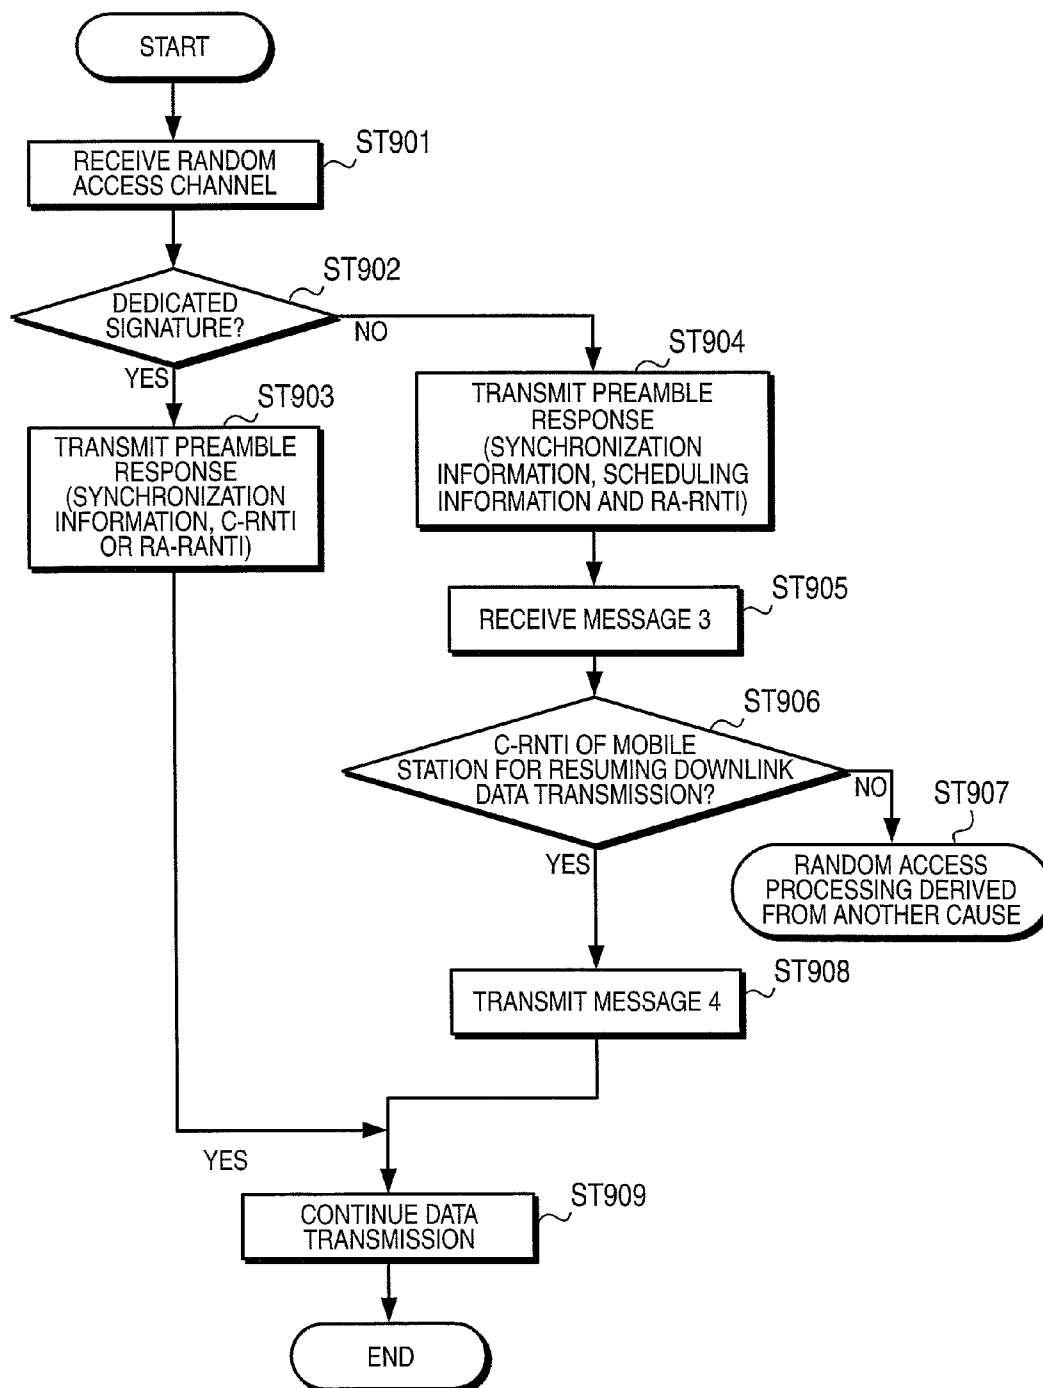 START
ST901
RECEIVE RANDOM
ACCESS CHANNEL
ST902
DEDICATED
SIGNATURE?
NO
YES
ST903
TRANSMIT PREAMBLE
RESPONSE
(SYNCHRONIZATION
INFORMATION, C-RNTI
OR RA-RANTI)
ST904
TRANSMIT PREAMBLE
RESPONSE
(SYNCHRONIZATION
INFORMATION, SCHEDULING
INFORMATION AND RA-RNTI)
ST905
RECEIVE MESSAGE 3
ST906
C-RNTI OF MOBILE
STATION FOR RESUMING DOWNLINK
DATA TRANSMISSION?
NO
YES
ST907
RANDOM ACCESS
PROCESSING DERIVED
FROM ANOTHER CAUSE
ST908
TRANSMIT MESSAGE 4
YES
ST909
CONTINUE DATA
TRANSMISSION
END